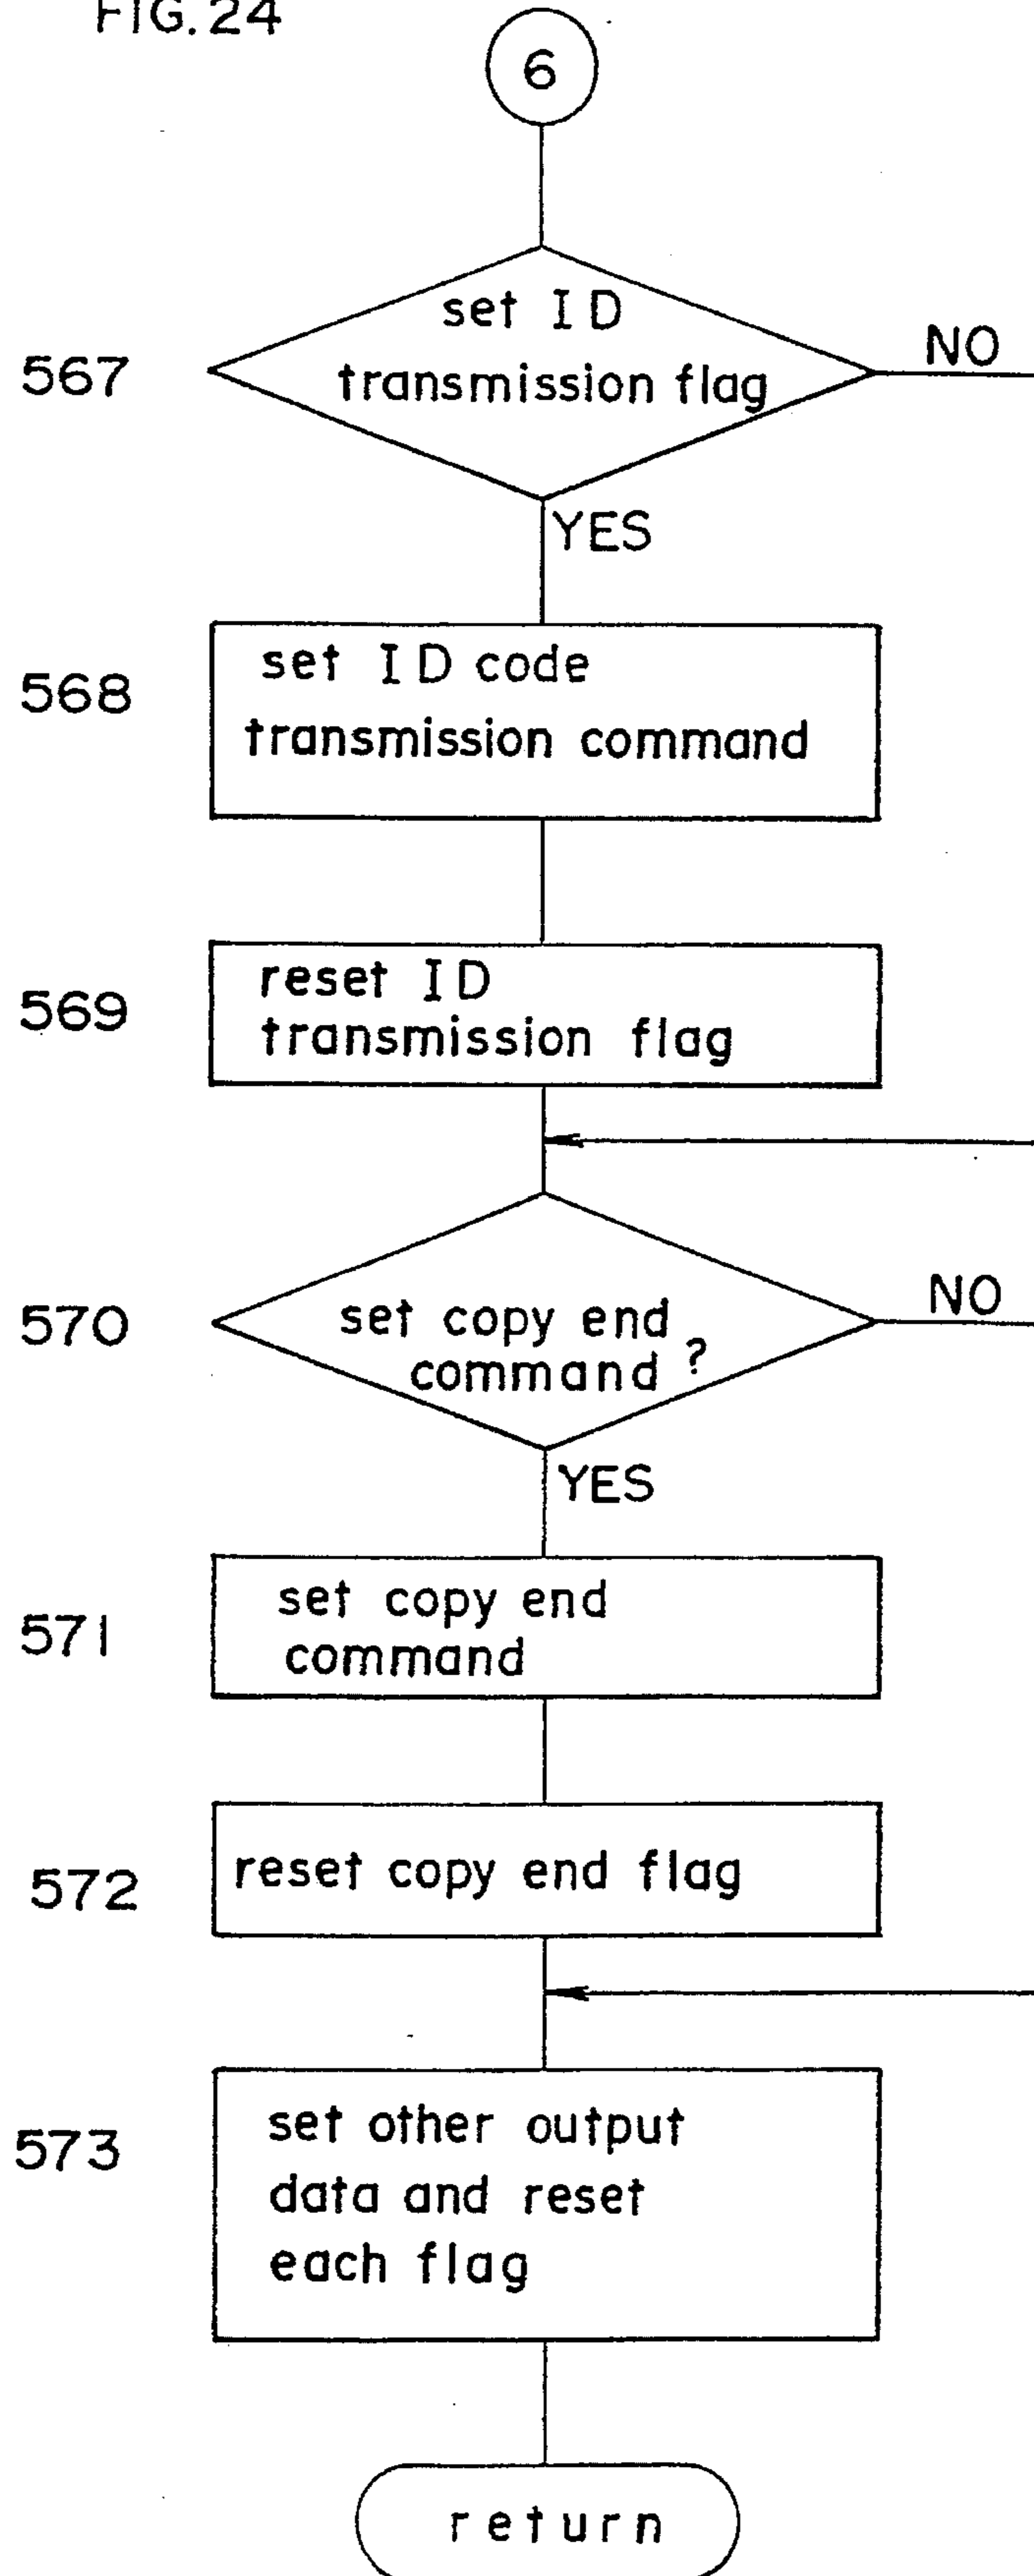 FIG. 24
6
567
set ID
transmission flag
NO
YES
568
set ID code
transmission command
569
reset ID
transmission flag
570
set copy end
command ?
NO
YES
571
set copy end
command
572
reset copy end flag
573
set other output
data and reset
each flag
return